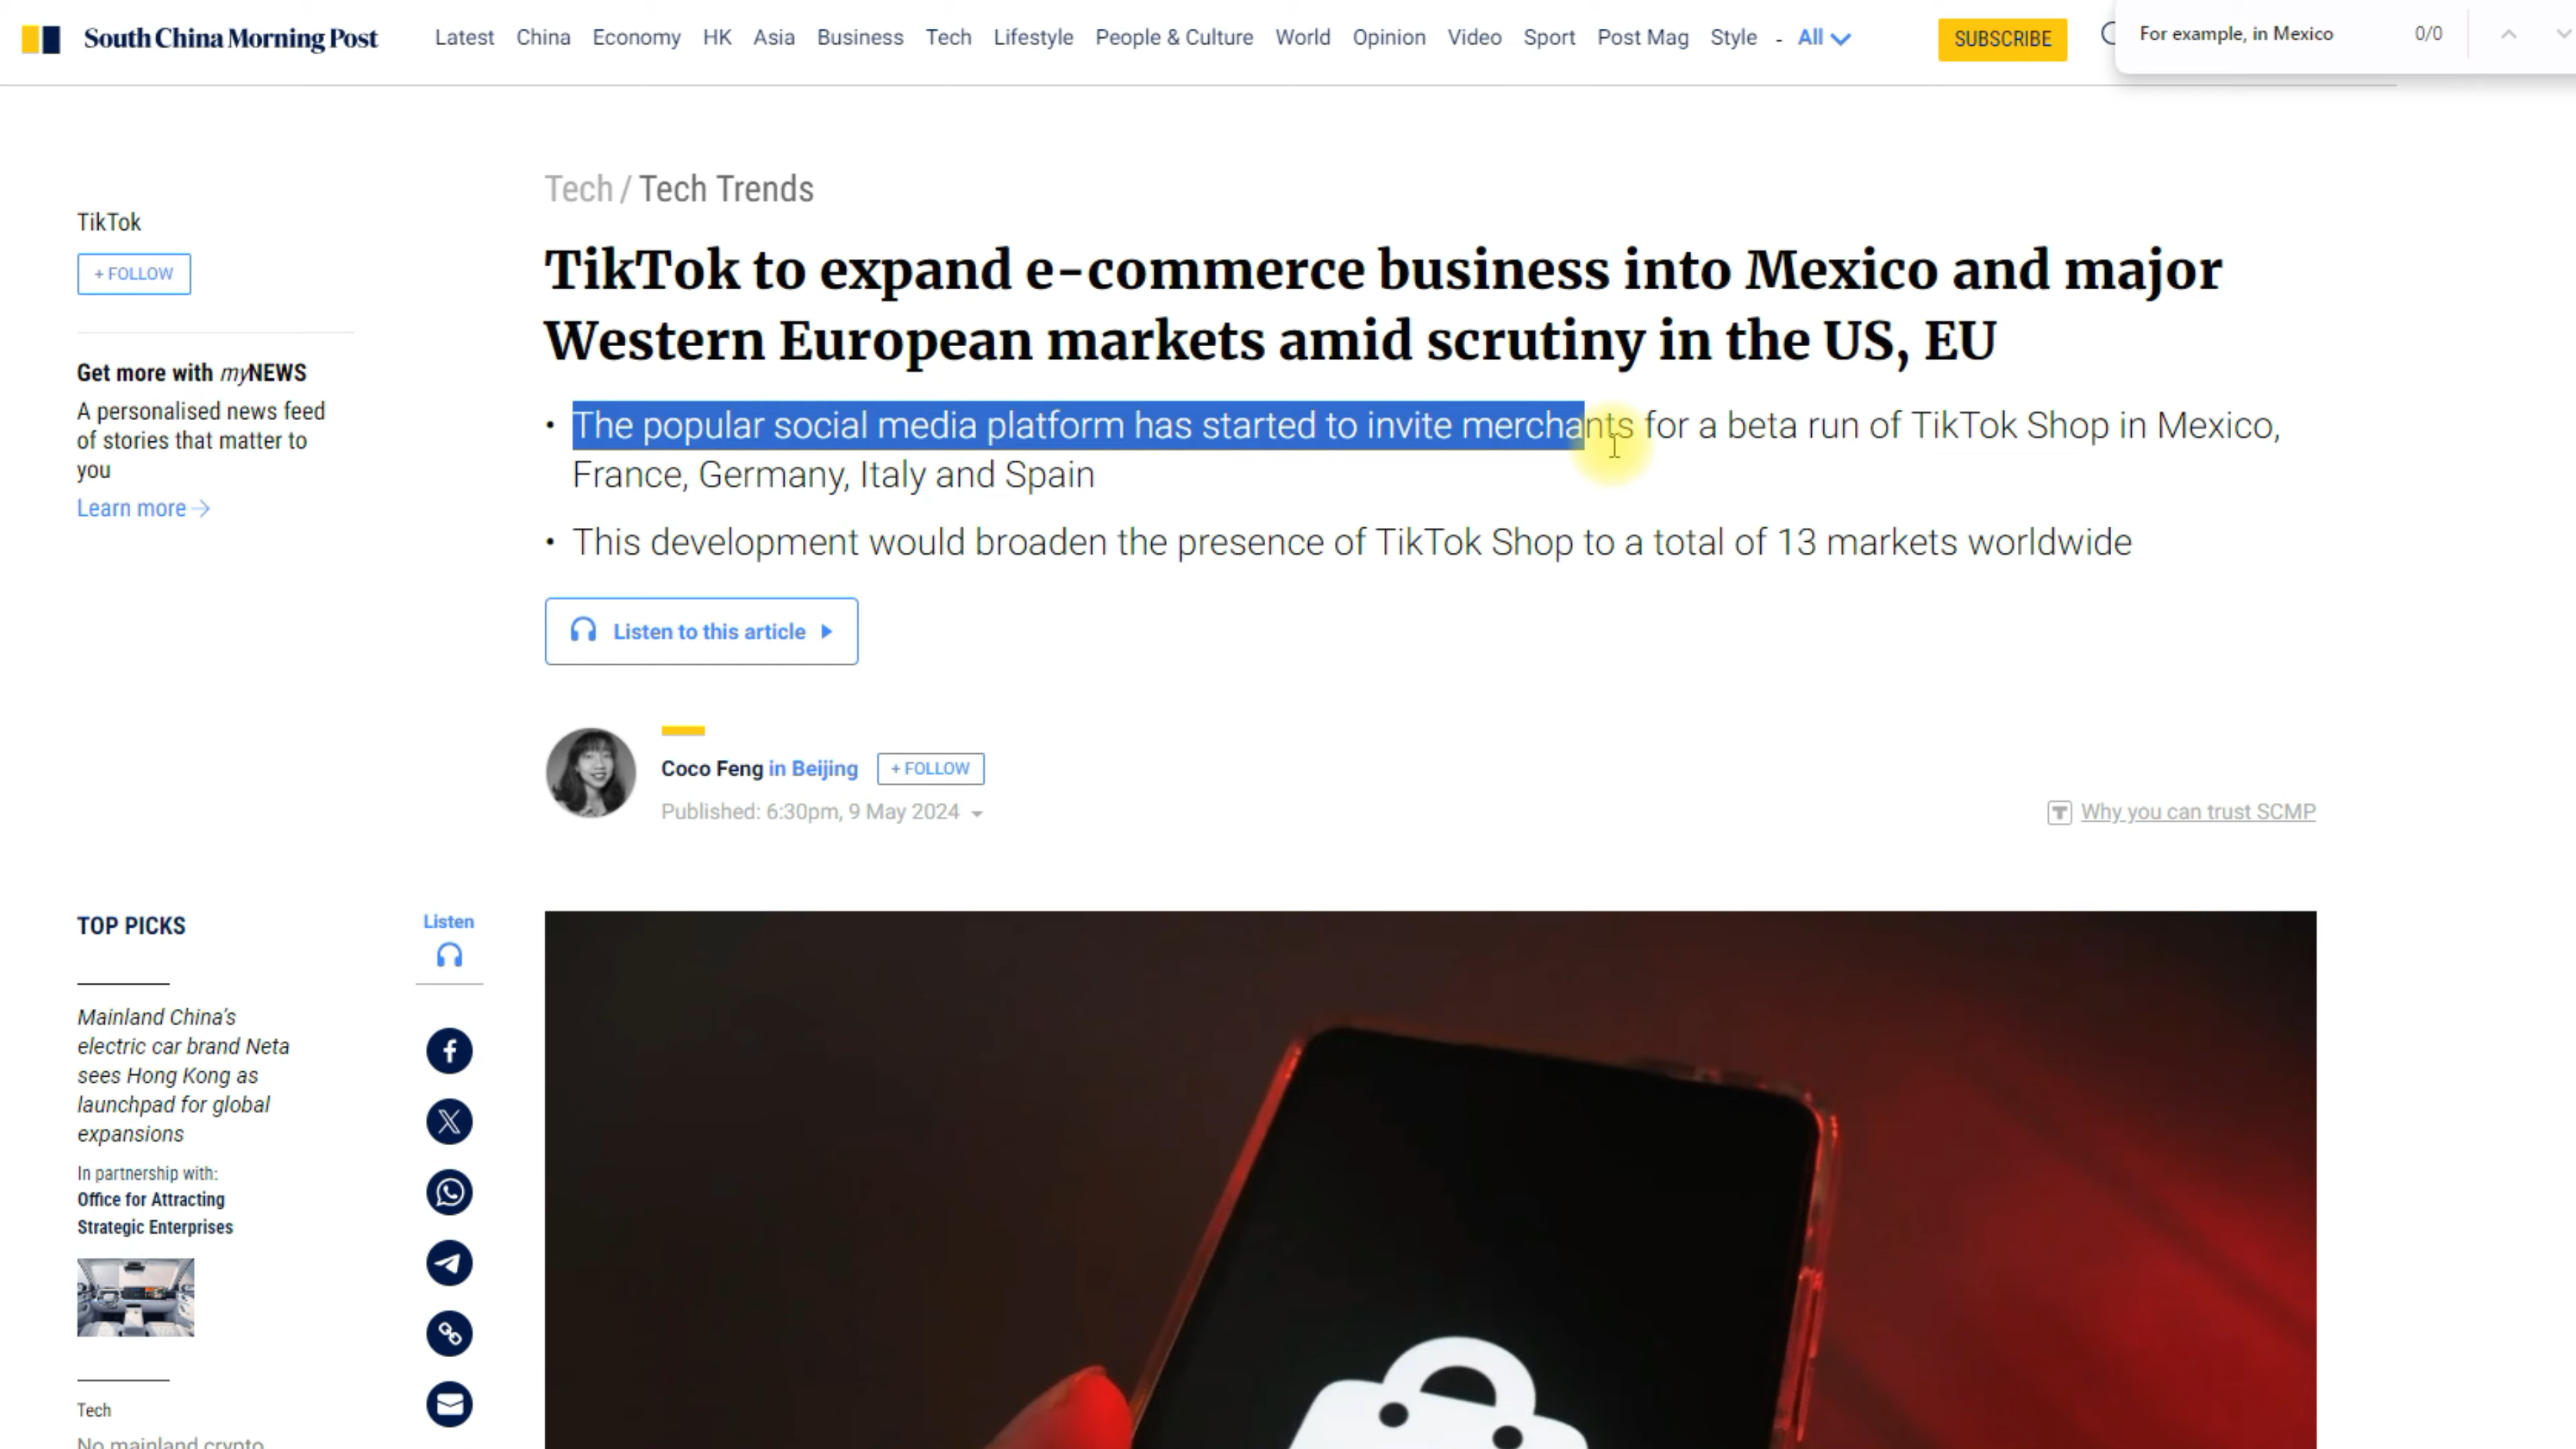 South China Morning Post
Latest China Economy HK Asia Business Tech Lifestyle People & Culture World Opinion Video Sport Post Mag Style - All
SUBSCRIBE
For example, in Mexico 0/0
TikTok
+ FOLLOW
Get more with myNEWS
A personalised news feed
of stories that matter to
you
Learn more
Tech / Tech Trends
TikTok to expand e-commerce business into Mexico and major
Western European markets amid scrutiny in the US, EU
• The popular social media platform has started to invite merchants for a beta run of TikTok Shop in Mexico,
France, Germany, Italy and Spain
• This development would broaden the presence of TikTok Shop to a total of 13 markets worldwide
Listen to this article
Coco Feng in Beijing + FOLLOW
Published: 6:30pm, 9 May 2024
Why you can trust SCMP
TOP PICKS
Mainland China's
electric car brand Neta
sees Hong Kong as
launchpad for global
expansions
In partnership with:
Office for Attracting
Strategic Enterprises
Tech
No mainland crypto
Listen